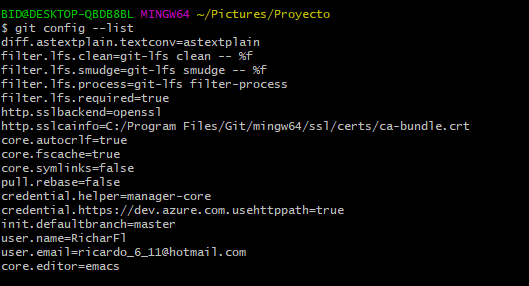 BID@DESKTOP-QBDB8BL MINGW64 ~/Pictures/Proyecto
$ git config --list
diff.astextplain.textconv=astextplain
filter.lfs.clean=git-lfs clean -- %f
filter.lfs.smudge=git-lfs smudge -- %f
filter.lfs.process=git-lfs filter-process
filter.lfs.required=true
http.sslbackend=openssl
http.sslcainfo=C:/Program Files/Git/mingw64/ssl/certs/ca-bundle.crt
core.autocrlf=true
core.fscache=true
core.symlinks=false
pull.rebase=false
credential.helper=manager-core
credential.https://dev.azure.com.usehttppath=true
init.defaultbranch=master
user.name=RicharFl
user.email=ricardo_6_11@hotmail.com
core.editor=emacs